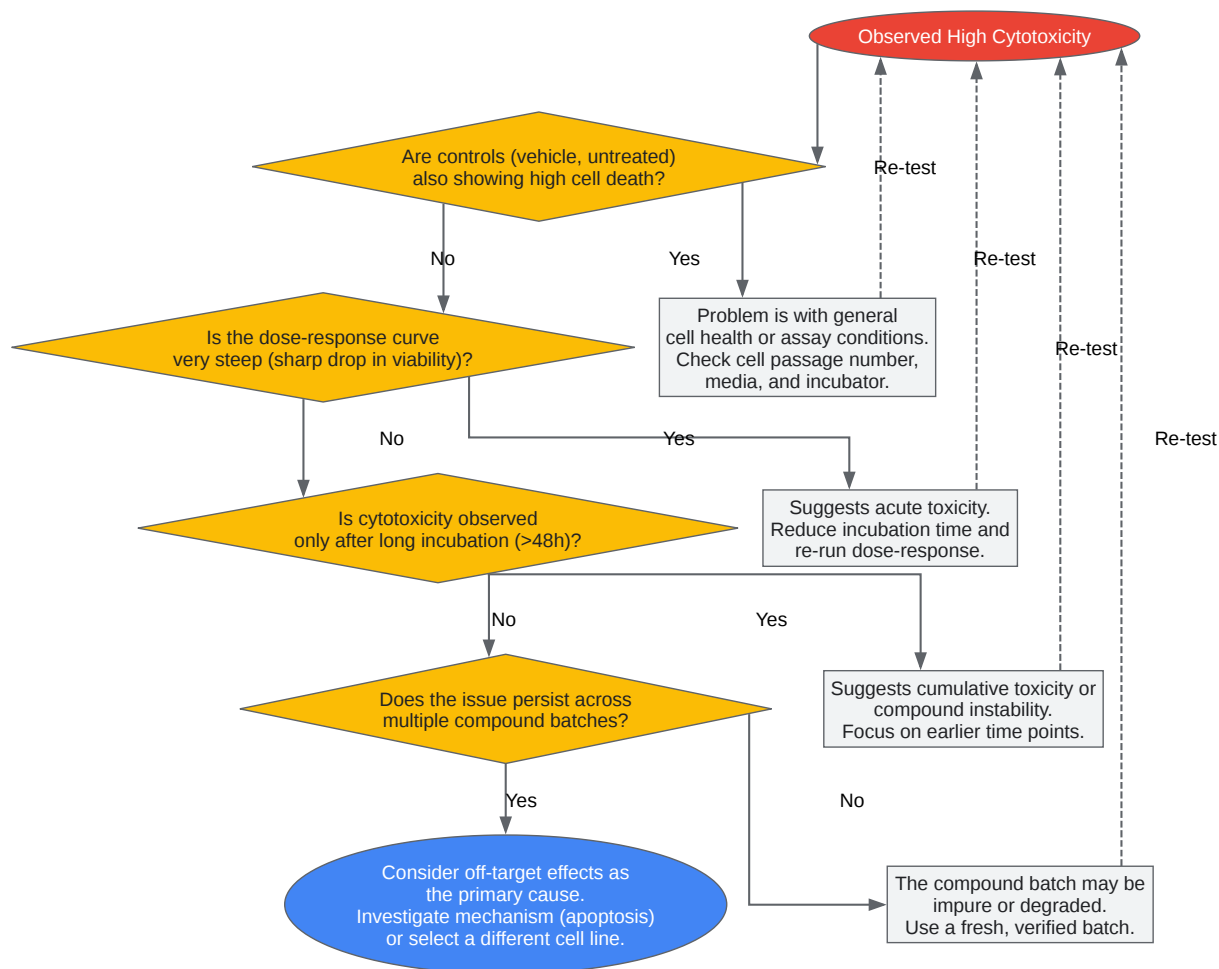 Observed High Cytotoxicity
Are controls (vehicle, untreated)
also showing high cell death?
Re-test
No
Yes
Re-test
Problem is with general
cell health or assay conditions.
Check cell passage number,
media, and incubator.
Is the dose-response curve
very steep (sharp drop in viability)?
Re-test
No
Yes
Re-test
Suggests acute toxicity.
Reduce incubation time and
re-run dose-response.
Is cytotoxicity observed
only after long incubation (>48h)?
No
Yes
Suggests cumulative toxicity or
compound instability.
Focus on earlier time points.
Does the issue persist across
multiple compound batches?
Yes
No
Consider off-target effects as
the primary cause.
Investigate mechanism (apoptosis)
or select a different cell line.
The compound batch may be
impure or degraded.
Use a fresh, verified batch.